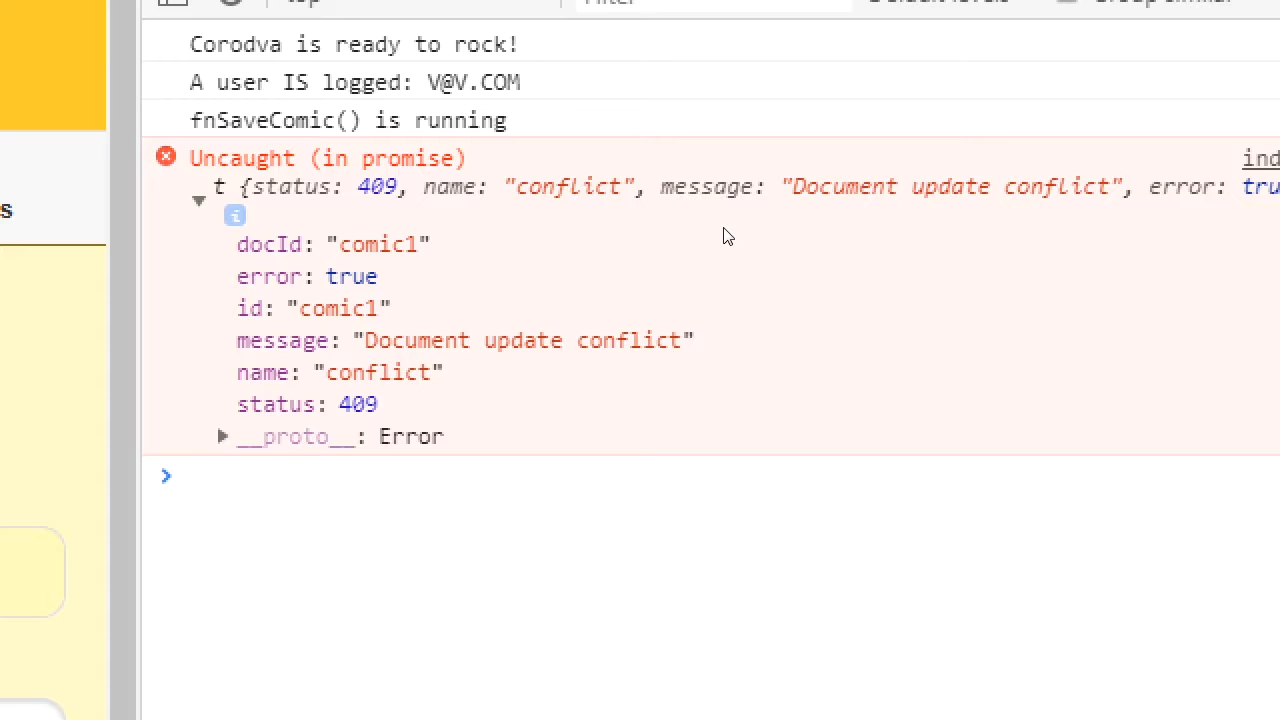 Corodva is ready to rock!
A user IS logged: V@V.COM
fnSaveComic() is running
Uncaught (in promise) ind
t {status: 409, name: "conflict", message: "Document update conflict", error: tru
i
s
docId: "comic1"
error: true
id: "comic1"
message: "Document update conflict"
name: "conflict"
status: 409
__proto__: Error